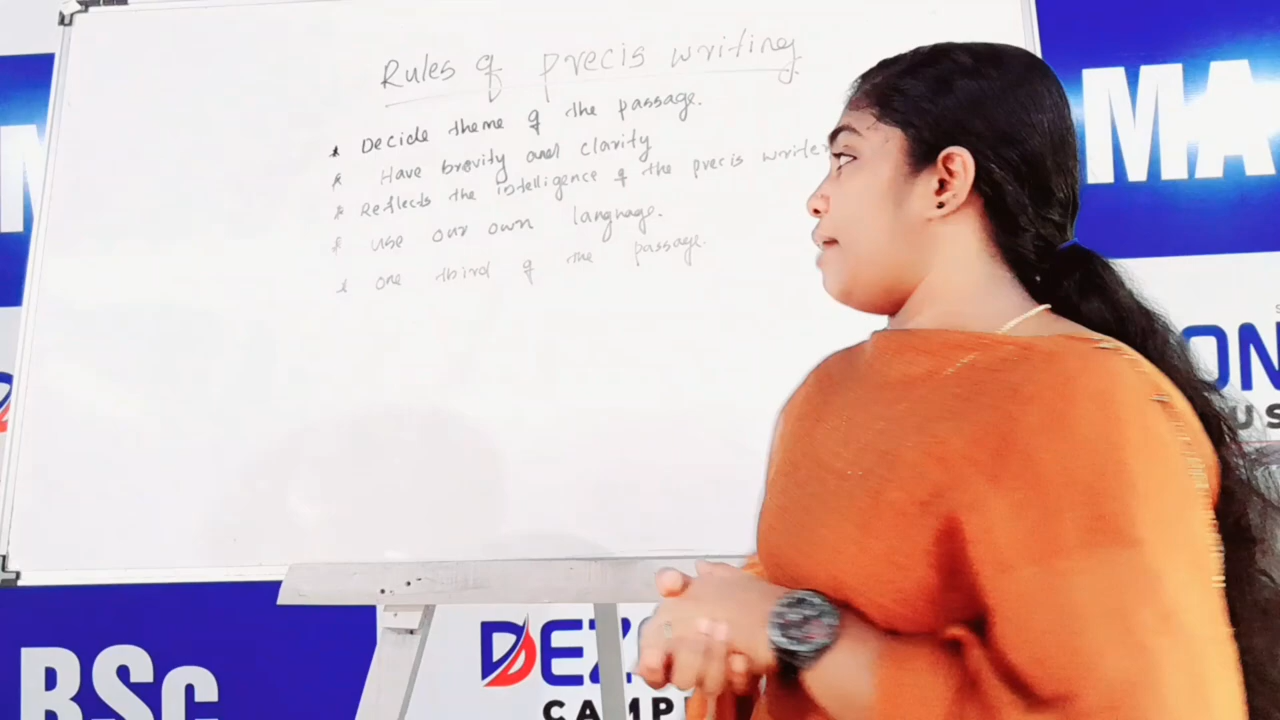 Rules of precis writing
* Decide theme of the passage.
* Have brevity and clarity
* Reflects the intelligence of the precis writer
* use our own language.
* one third of the passage.
MA
BSc
DEZ
CAMP
ON
US